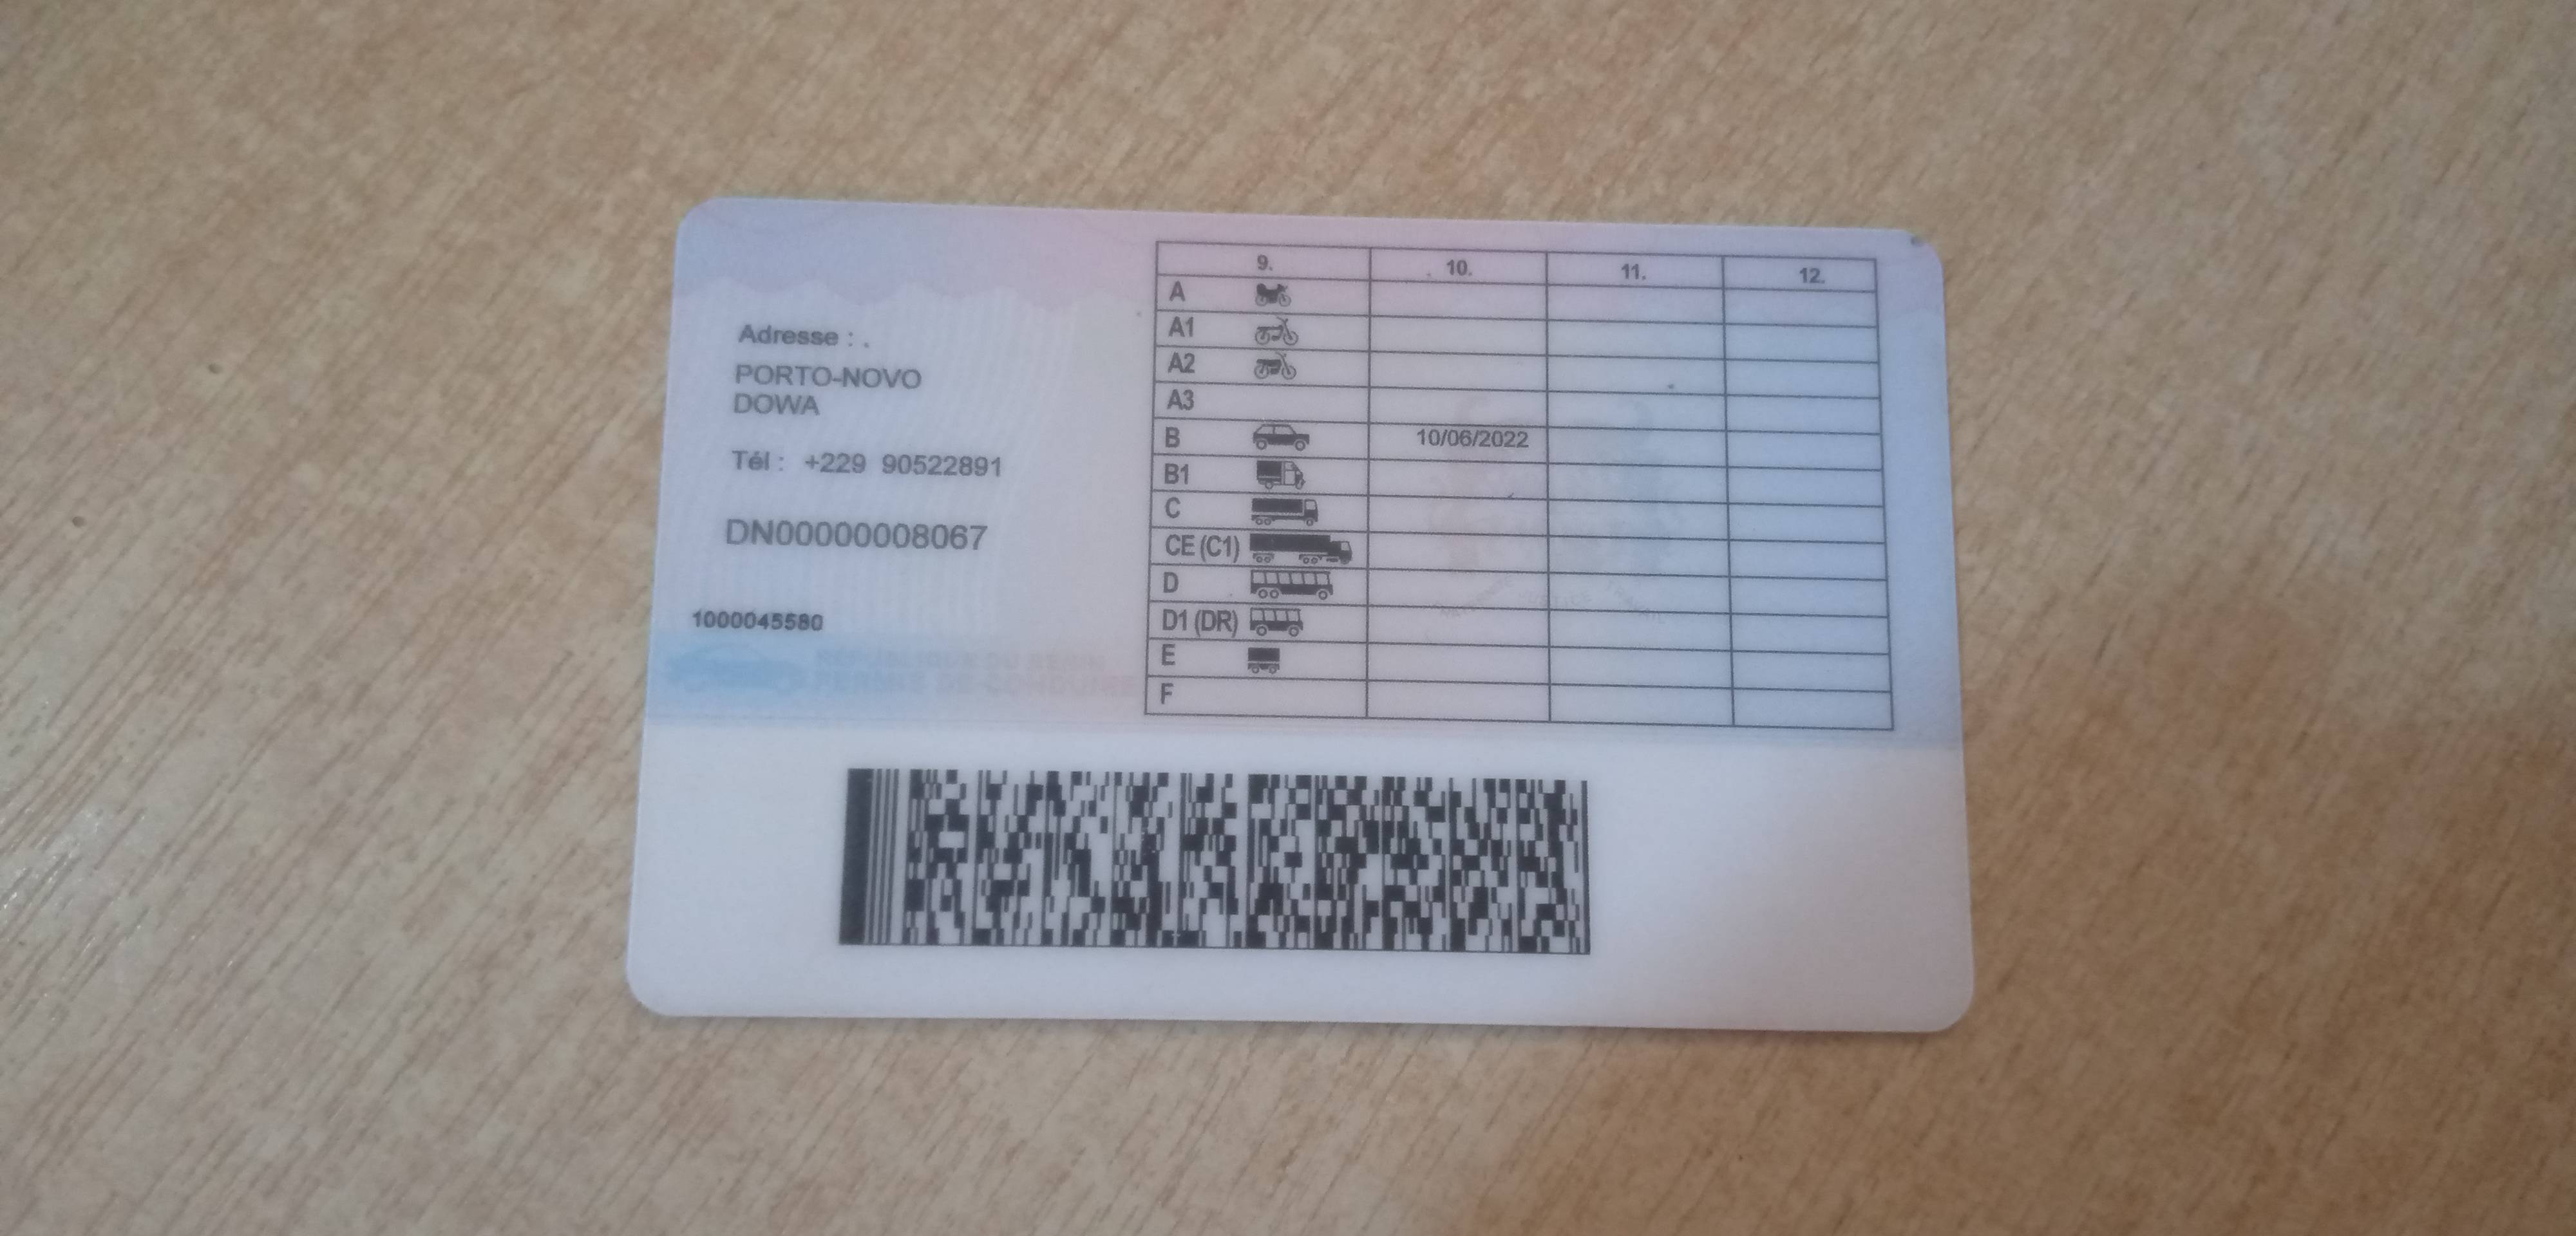 Adresse : .
PORTO-NOVO
DOWA
Tél : +229 90522891
DN00000008067
1000045580
RÉPUBLIQUE DU BÉNIN
PERMIS DE CONDUIRE
9. 10. 11. 12.
A
A1
A2
A3
B 10/06/2022
B1
C
CE (C1)
D
D1 (DR)
E
F